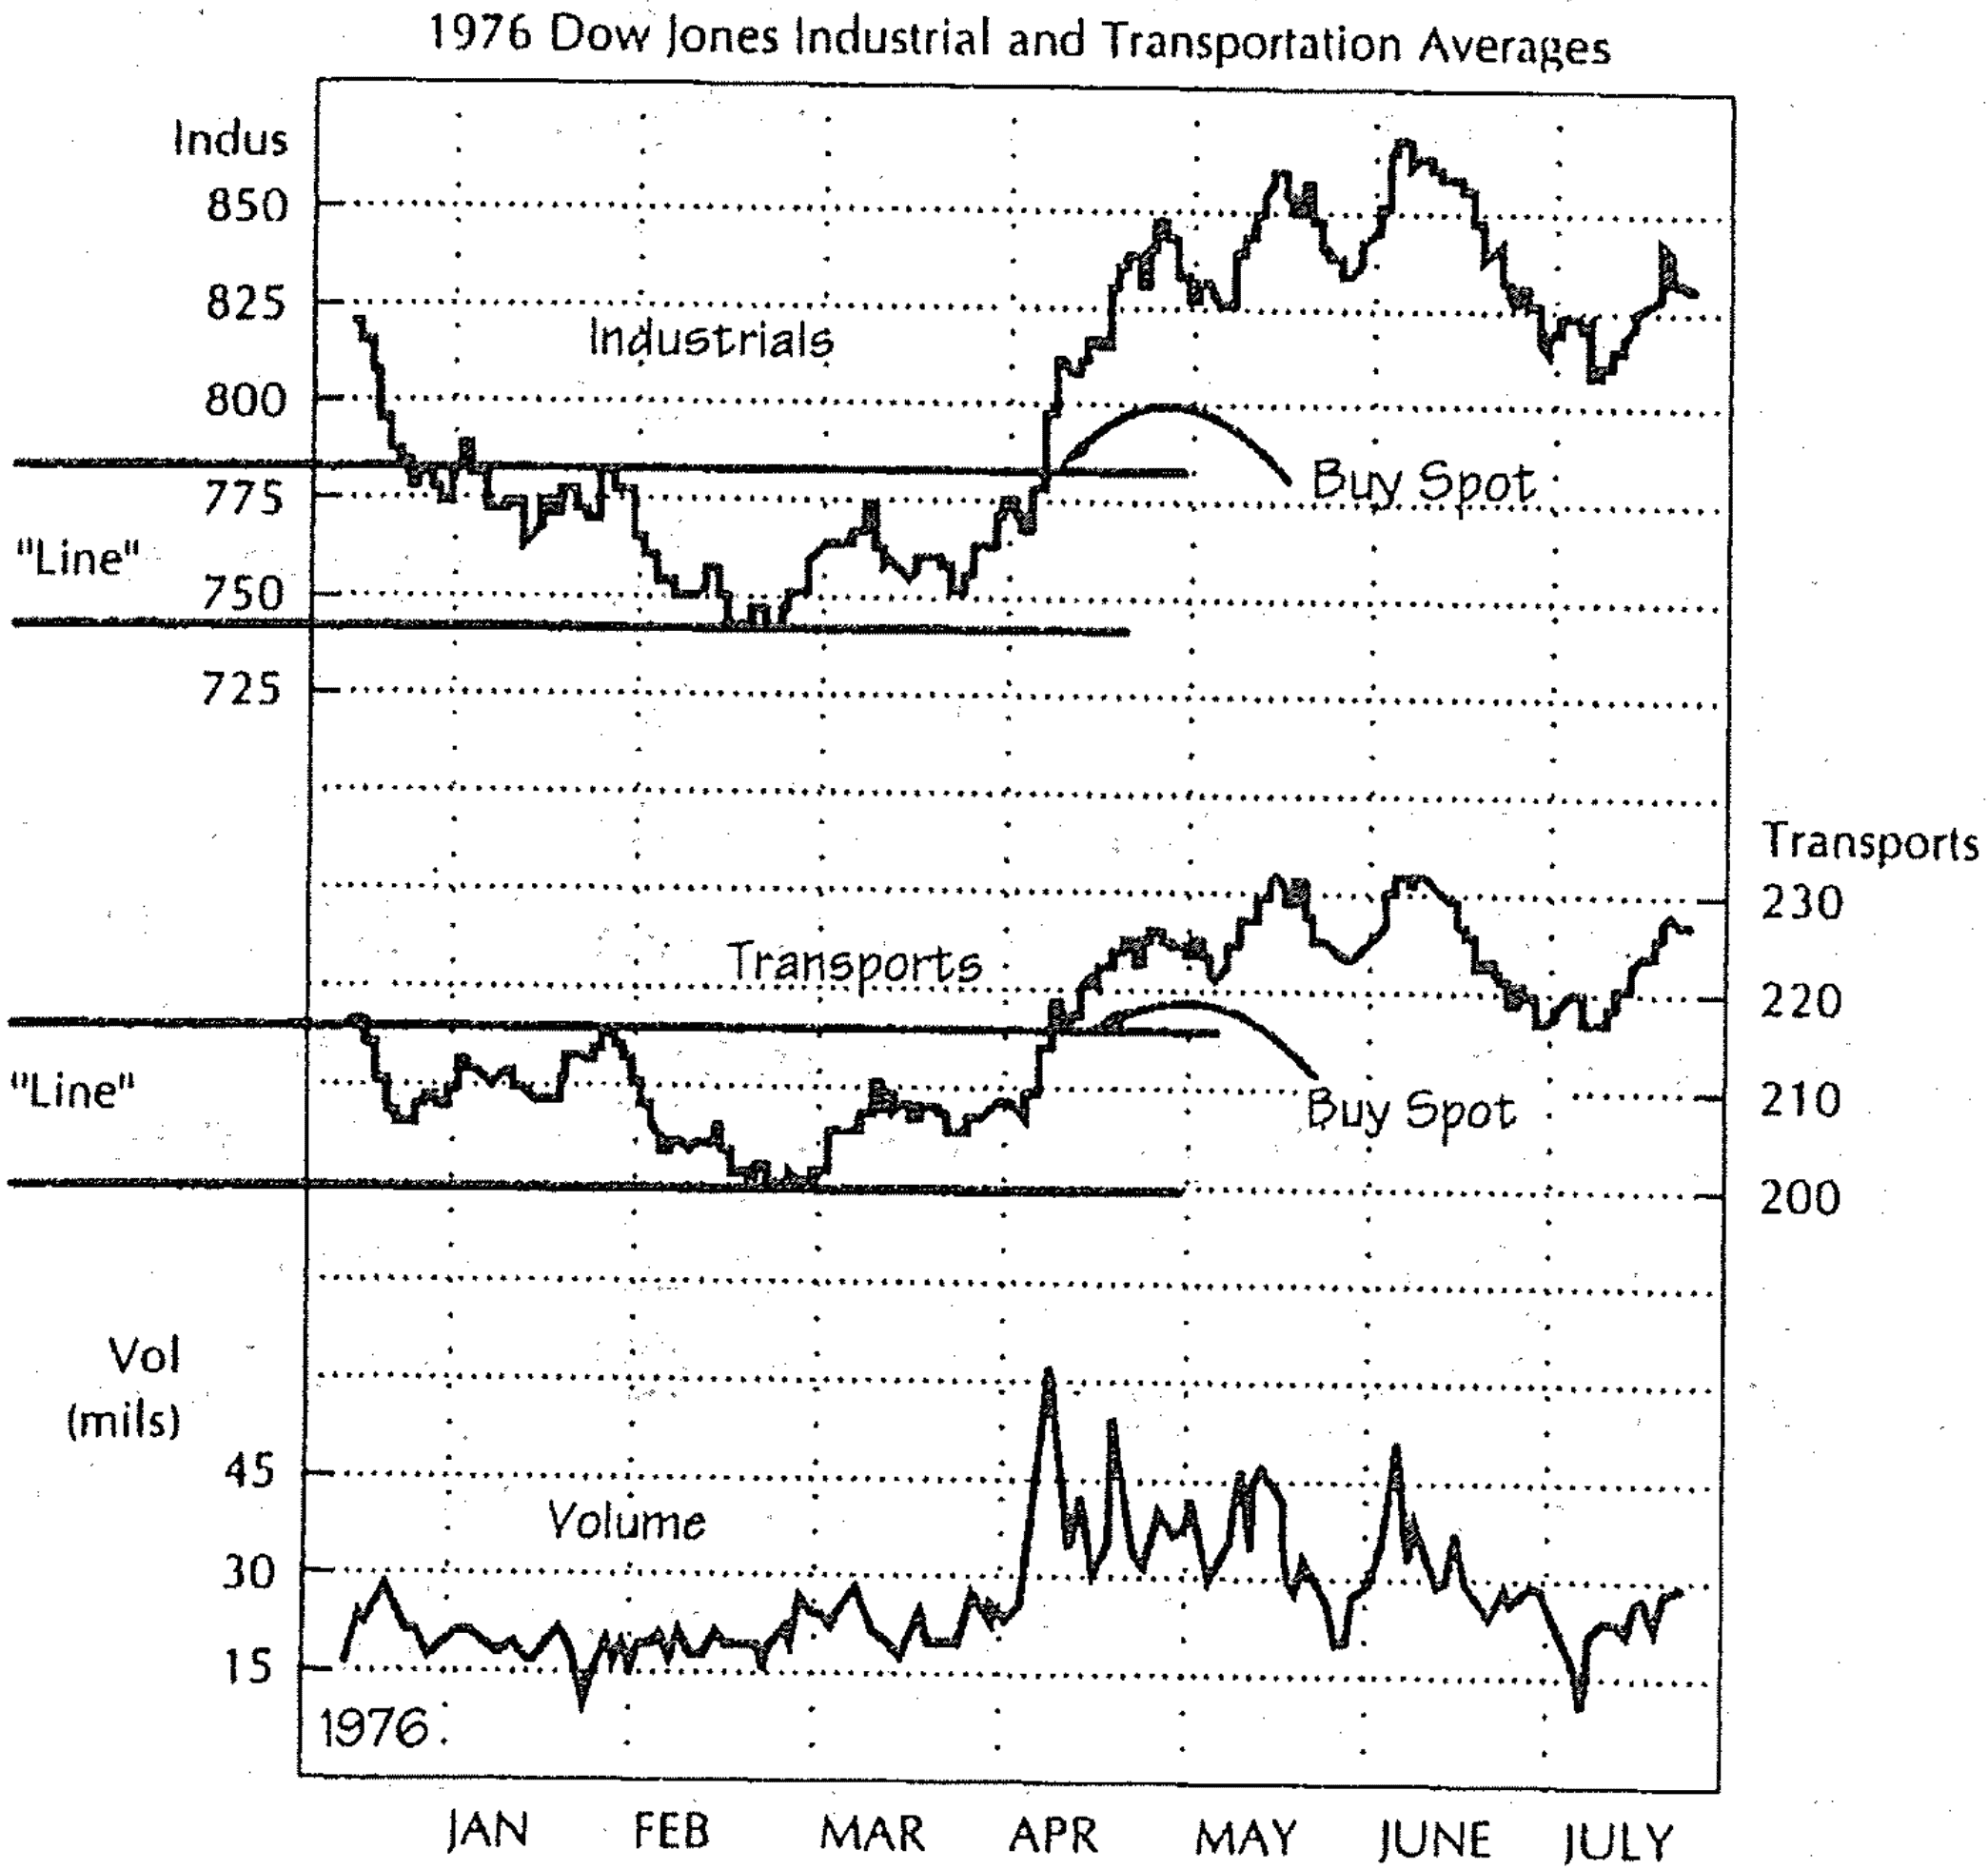 1976 Dow Jones Industrial and Transportation Averages
Indus
850
825
Industrials
800
Buy Spot
775
"Line"
750
725
Transports
230
Transports
220
"Line"
210
Buy Spot
200
Vol
(mils)
45
Volume
30
15
1976
JAN FEB MAR APR MAY JUNE JULY